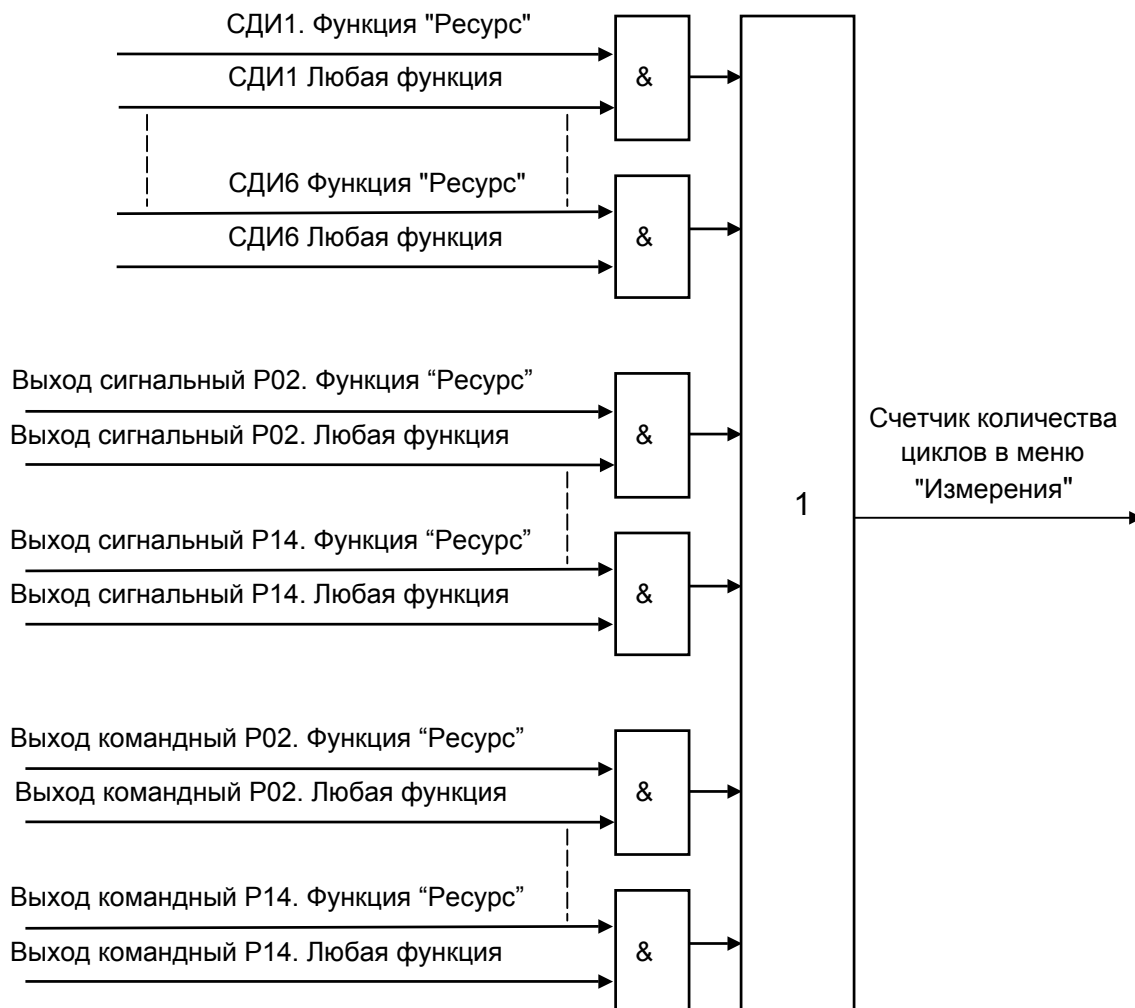 СДИ1. Функция "Ресурс"
СДИ1 Любая функция
&
СДИ6 Функция "Ресурс"
СДИ6 Любая функция
&
Выход сигнальный Р02. Функция “Ресурс”
Выход сигнальный Р02. Любая функция
&
Выход сигнальный Р14. Функция “Ресурс”
Выход сигнальный Р14. Любая функция
&
Выход командный Р02. Функция “Ресурс”
Выход командный Р02. Любая функция
&
Выход командный Р14. Функция “Ресурс”
Выход командный Р14. Любая функция
&
1
Счетчик количества
циклов в меню
"Измерения"